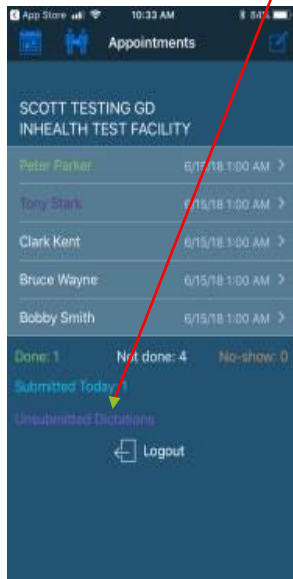 App Store 10:33 AM 84%
Appointments
SCOTT TESTING GD
INHEALTH TEST FACILITY
Peter Parker 6/15/18 1:00 AM
Tony Stark 6/15/18 1:00 AM
Clark Kent 6/15/18 1:00 AM
Bruce Wayne 6/15/18 1:00 AM
Bobby Smith 6/15/18 1:00 AM
Done: 1 Not done: 4 No-show: 0
Submitted Today: 1
Unsubmitted Dictations
Logout